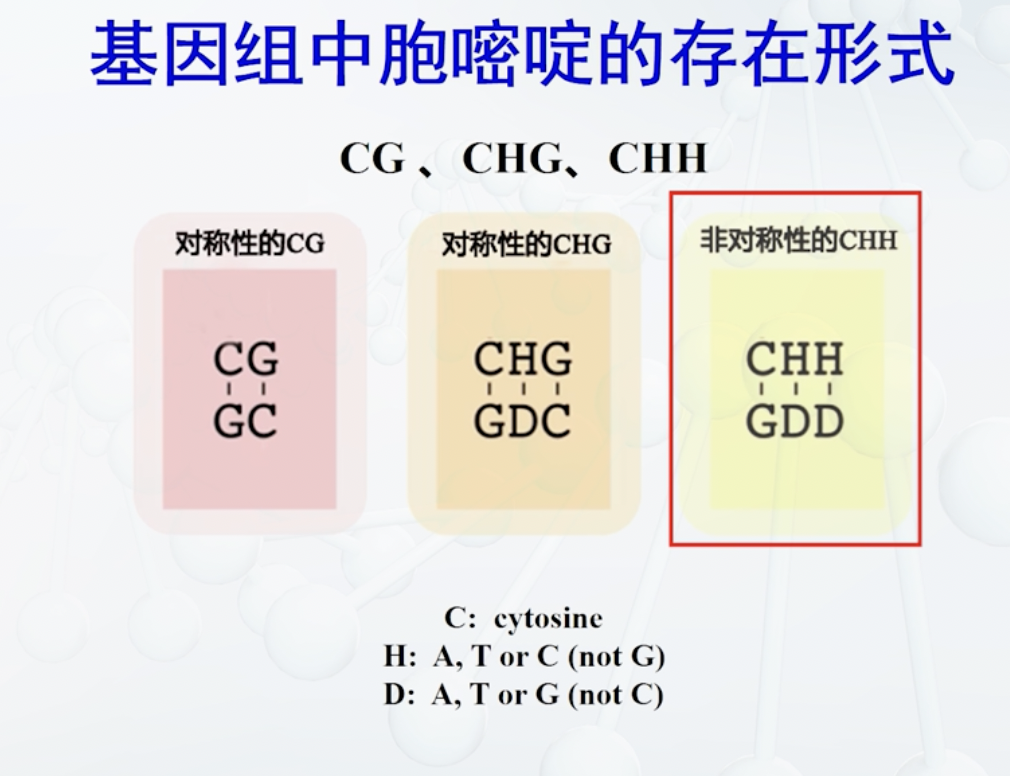 基因组中胞嘧啶的存在形式
CG 、 CHG、 CHH
对称性的CG
CG
GC
对称性的CHG
CHG
GDC
非对称性的CHH
CHH
GDD
C: cytosine
H: A, T or C (not G)
D: A, T or G (not C)